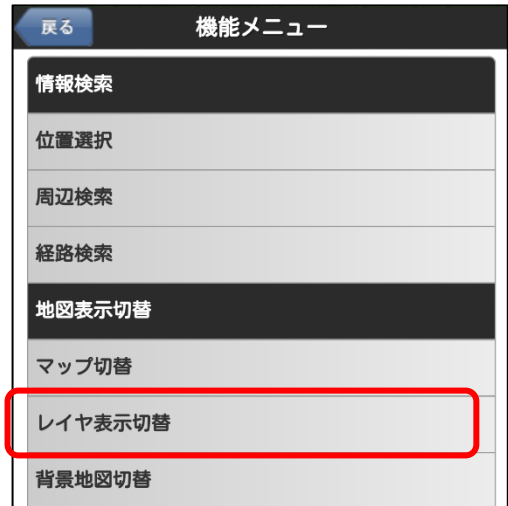 戻る 機能メニュー
情報検索
位置選択
周辺検索
経路検索
地図表示切替
マップ切替
レイヤ表示切替
背景地図切替